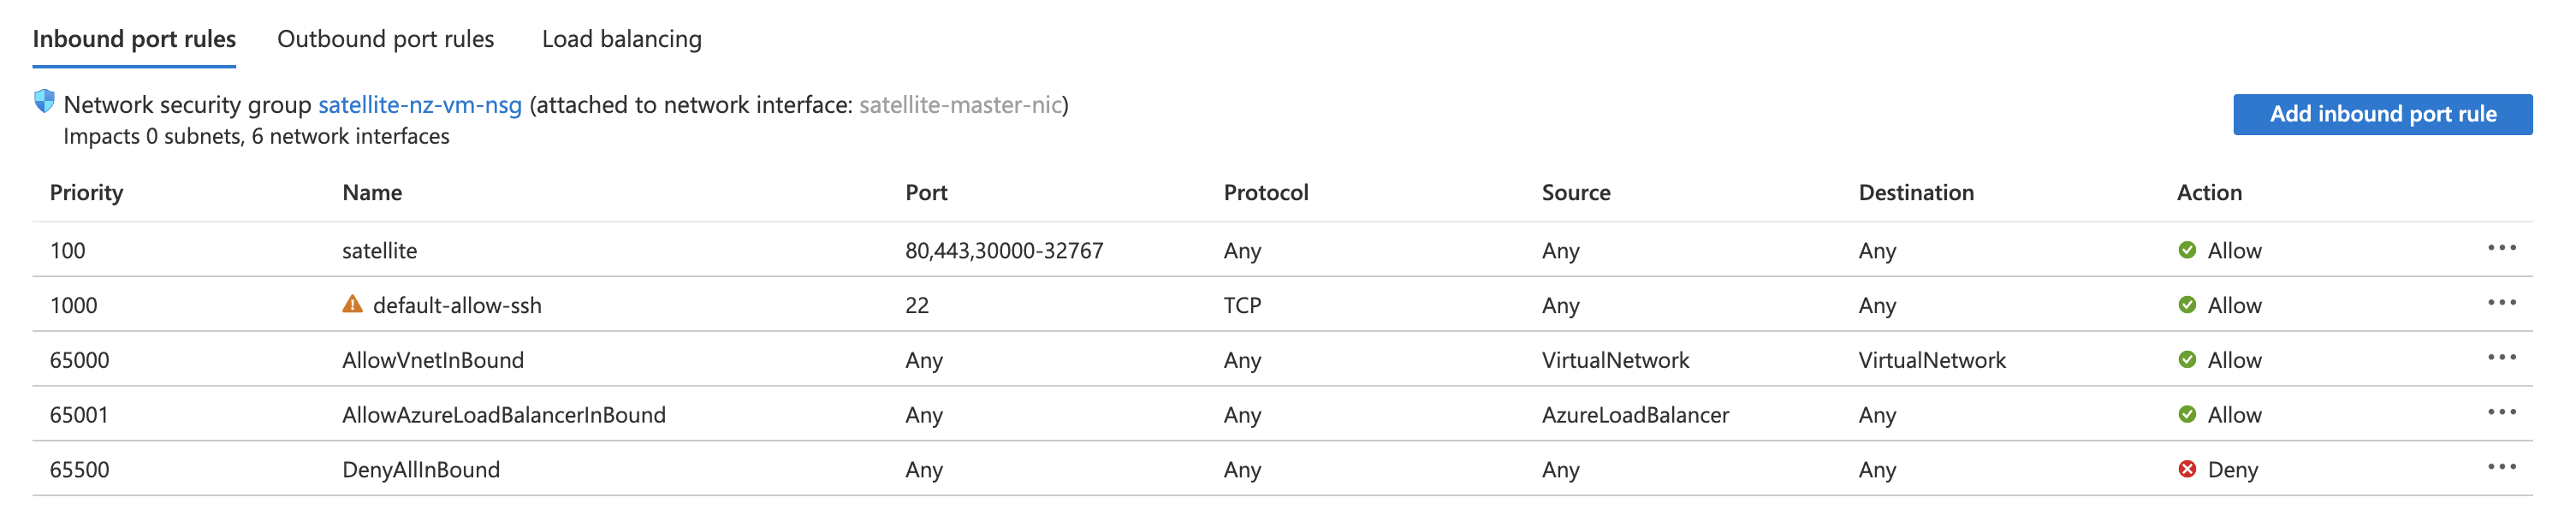 Inbound port rules Outbound port rules Load balancing
Network security group satellite-nz-vm-nsg (attached to network interface: satellite-master-nic)
Impacts 0 subnets, 6 network interfaces
Add inbound port rule
Priority Name Port Protocol Source Destination Action
100 satellite 80,443,30000-32767 Any Any Any Allow
1000 default-allow-ssh 22 TCP Any Any Allow
65000 AllowVnetInBound Any Any VirtualNetwork VirtualNetwork Allow
65001 AllowAzureLoadBalancerInBound Any Any AzureLoadBalancer Any Allow
65500 DenyAllInBound Any Any Any Any Deny